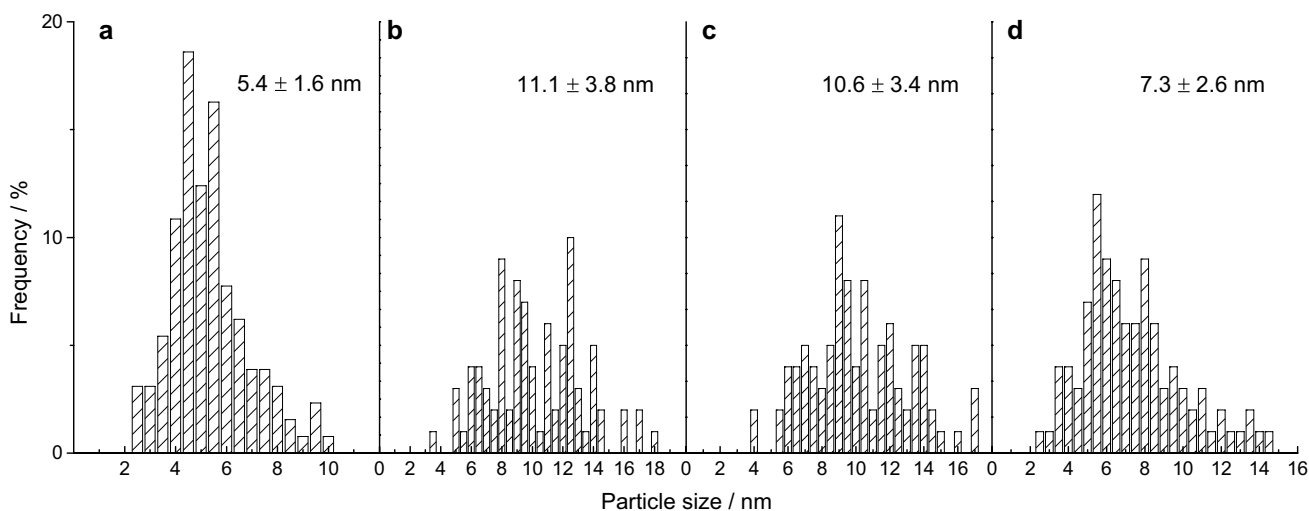 20
a
b
c
d
5.4 ± 1.6 nm
11.1 ± 3.8 nm
10.6 ± 3.4 nm
7.3 ± 2.6 nm
10
0
Frequency / %
2 4 6 8 10 0 2 4 6 8 10 12 14 16 18 0 2 4 6 8 10 12 14 16 0 2 4 6 8 10 12 14 16
Particle size / nm